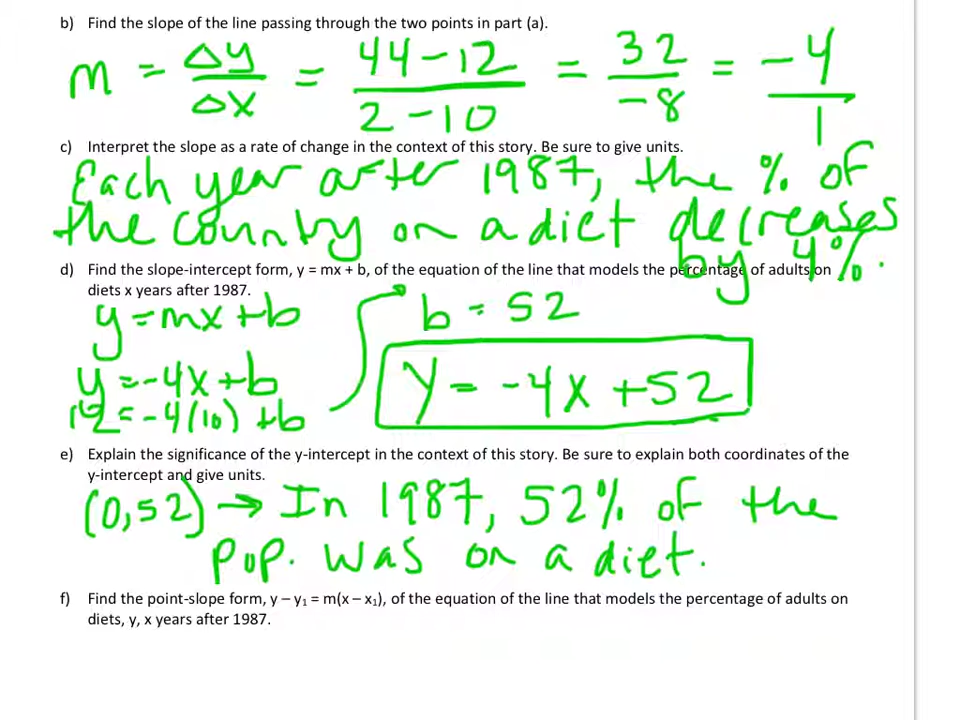 b) Find the slope of the line passing through the two points in part (a).
m = Δy/Δx = 44-12/2-10 = 32/-8 = -4/1
c) Interpret the slope as a rate of change in the context of this story. Be sure to give units.
Each year after 1987, the % of
the country on a diet decreases
by 4%.
d) Find the slope-intercept form, y = mx + b, of the equation of the line that models the percentage of adults on
diets x years after 1987.
y = mx + b
y = -4x + b
12 = -4(10) + b
b = 52
y = -4x + 52
e) Explain the significance of the y-intercept in the context of this story. Be sure to explain both coordinates of the
y-intercept and give units.
(0,52) → In 1987, 52% of the
pop. was on a diet.
f) Find the point-slope form, y – y₁ = m(x – x₁), of the equation of the line that models the percentage of adults on
diets, y, x years after 1987.